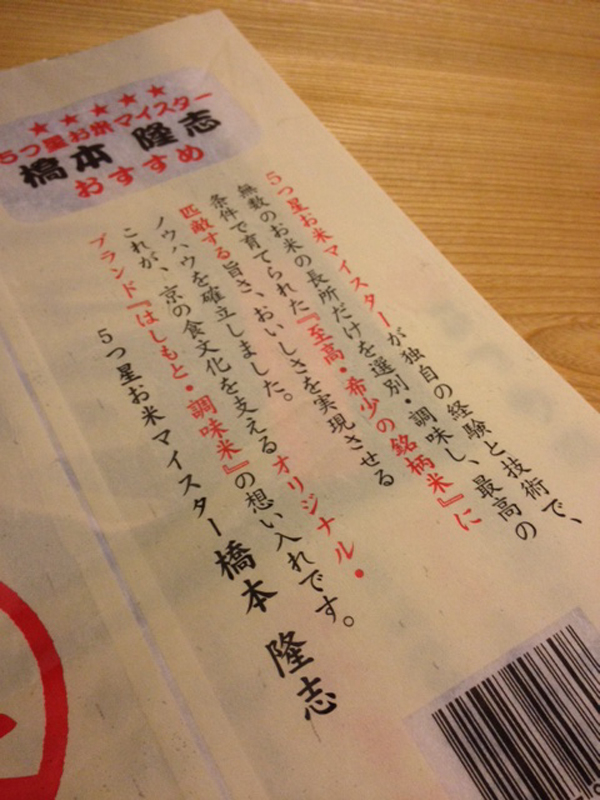 ★★★★★
5つ星お米マイスター
橋本 隆志
おすすめ
5つ星お米マイスターが独自の経験と技術で、
無数のお米の長所だけを選別・調味し、最高の
条件で育てられた『至高・希少の銘柄米』に
匹敵する旨さ、おいしさを実現させる
ノウハウを確立しました。
これが、京の食文化を支えるオリジナル・
ブランド『はしもと・調味米』の想い入れです。
5つ星お米マイスター 橋本 隆志